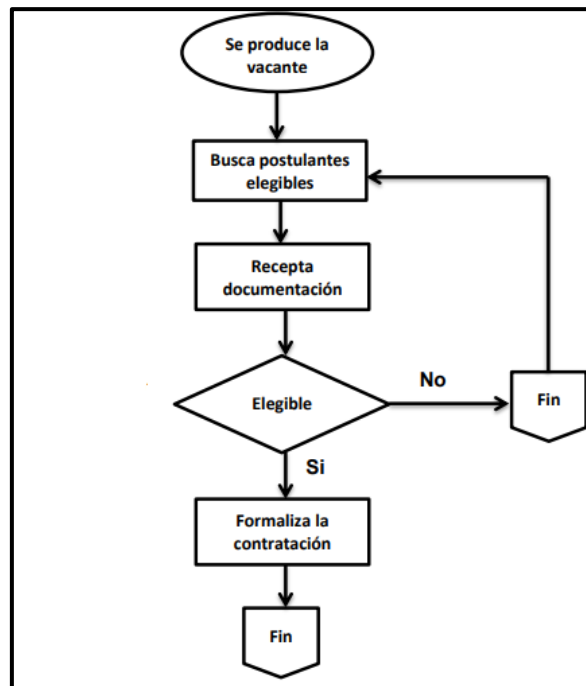 Se produce la
vacante
Busca postulantes
elegibles
Recepta
documentación
Elegible
No
Fin
Si
Formaliza la
contratación
Fin